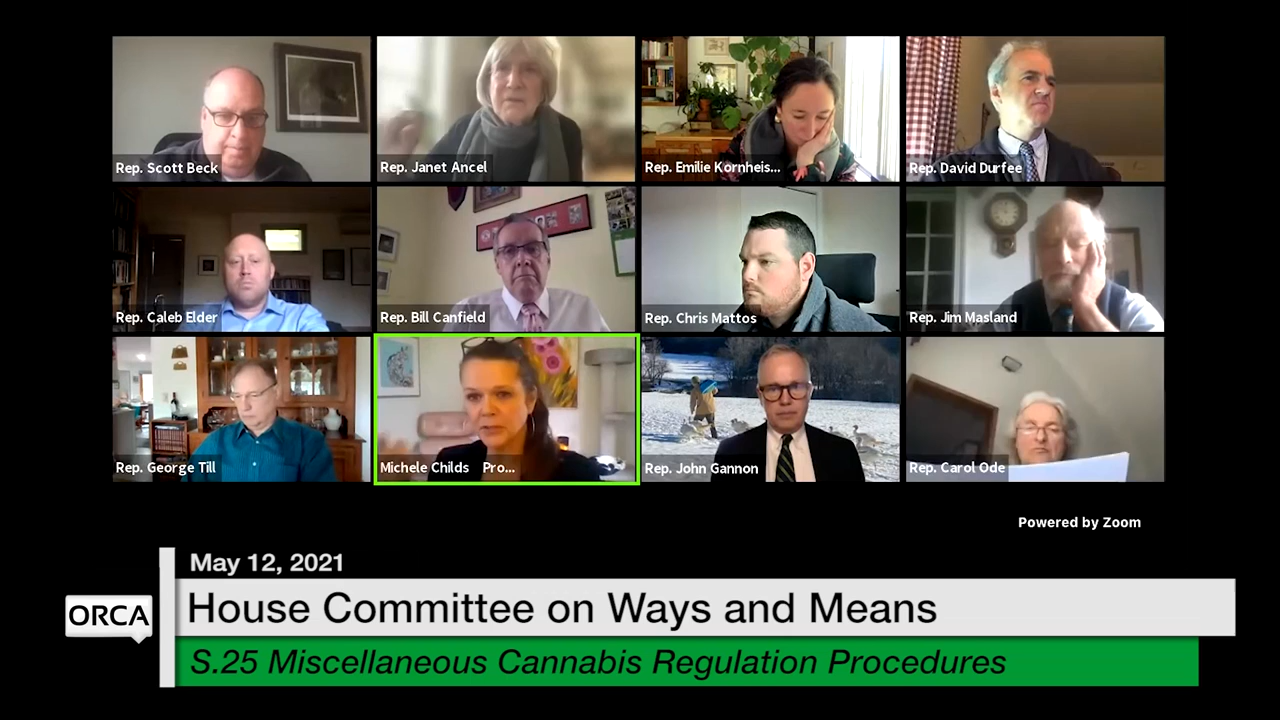 Rep. Scott Beck
Rep. Janet Ancel
Rep. Emilie Kornheis...
Rep. David Durfee
Rep. Caleb Elder
Rep. Bill Canfield
Rep. Chris Mattos
Rep. Jim Masland
Rep. George Till
Michele Childs Pro...
Rep. John Gannon
Rep. Carol Ode
Powered by Zoom
May 12, 2021
ORCA
House Committee on Ways and Means
S.25 Miscellaneous Cannabis Regulation Procedures